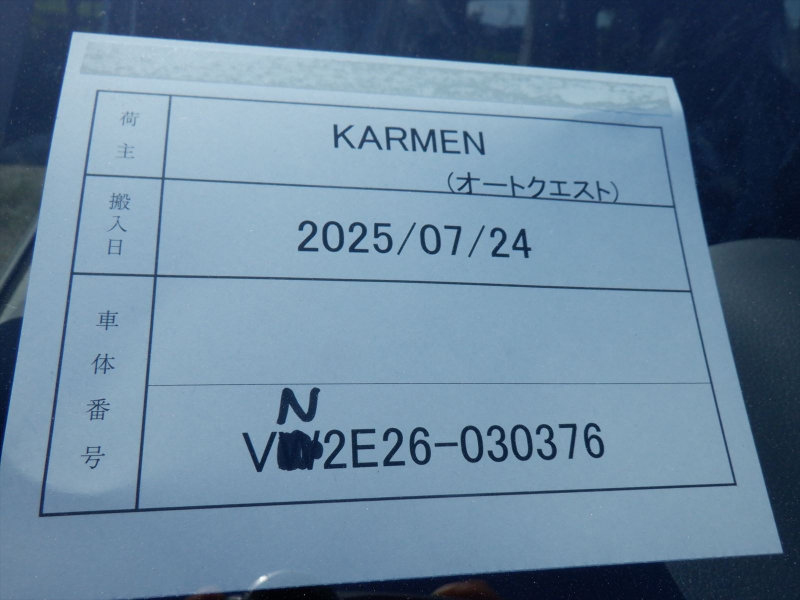 荷主
KARMEN
(オートクエスト)
搬入日
2025/07/24
車体番号
N
V2E26-030376